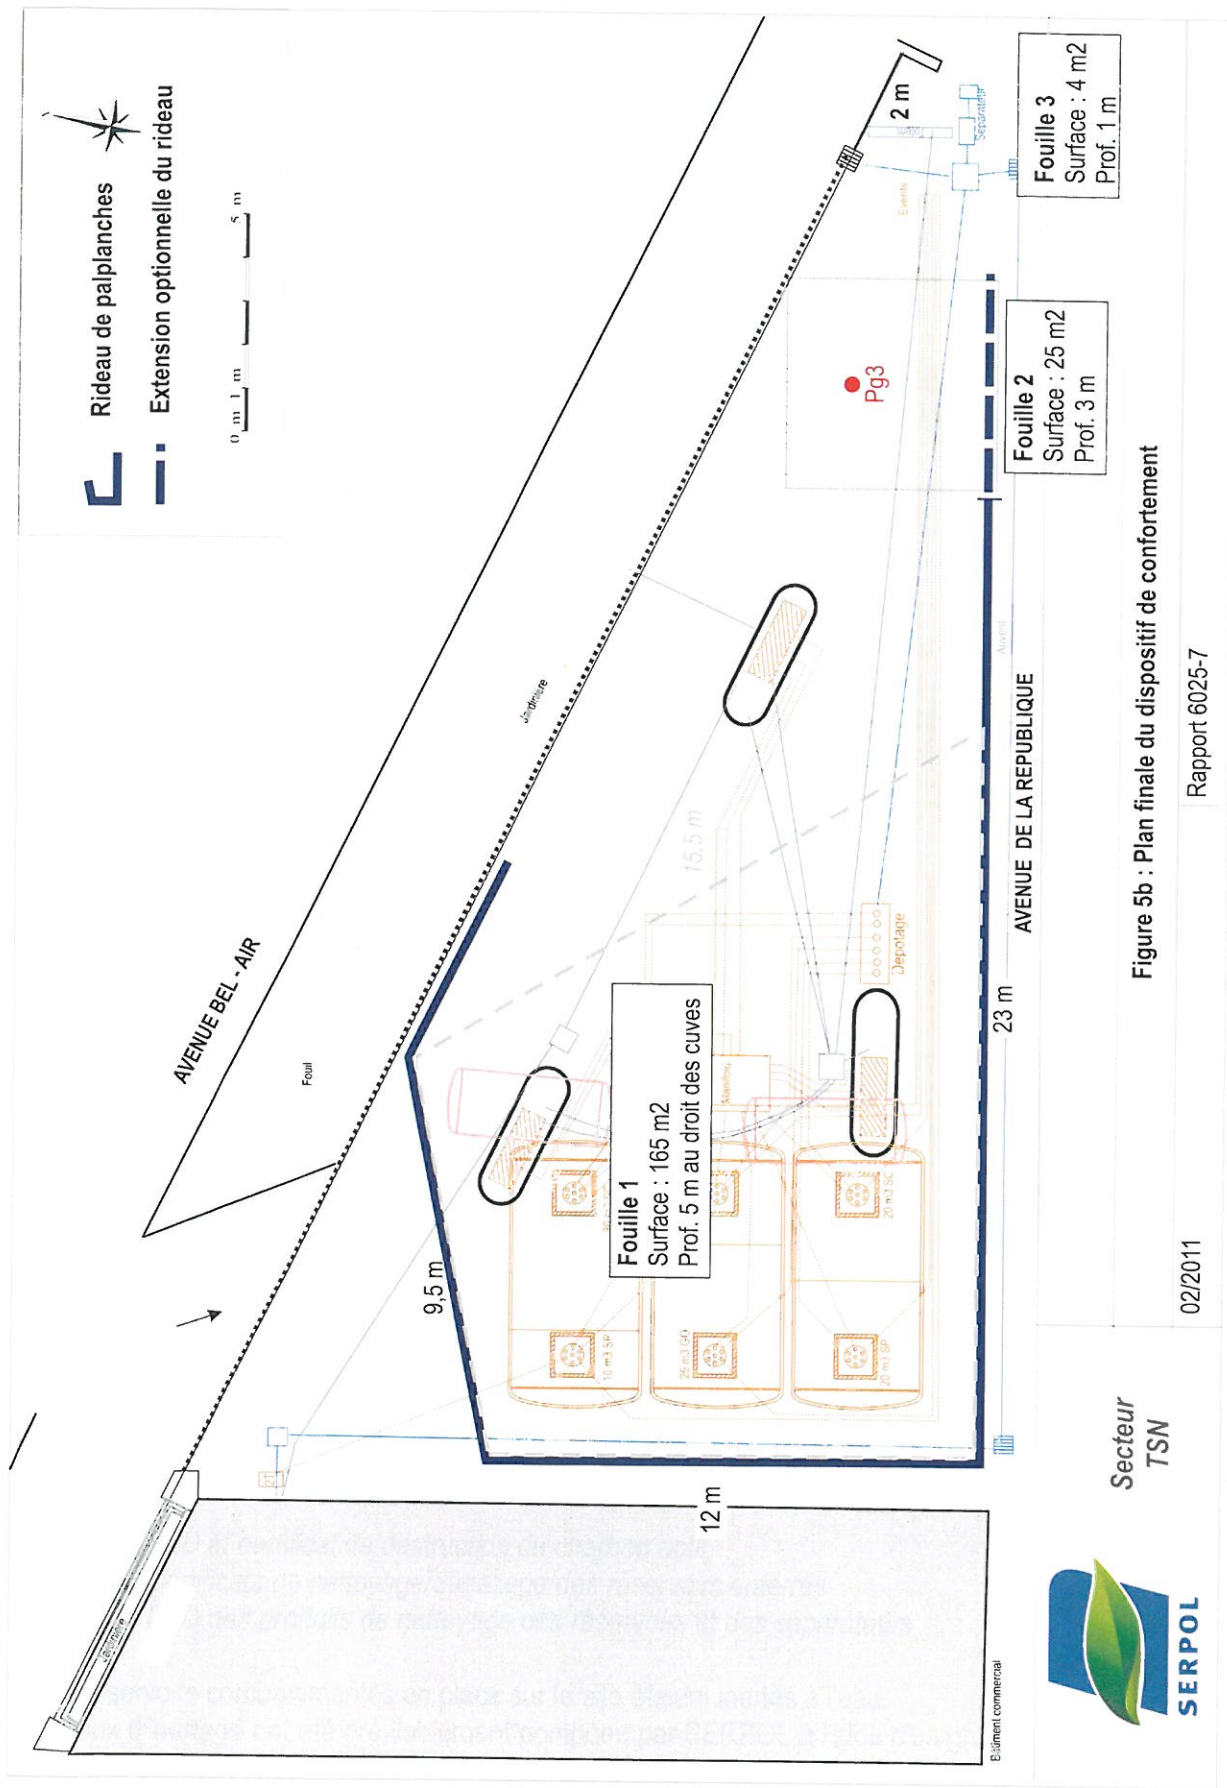 Rideau de palplanches
Extension optionnelle du rideau
0 m 1 m 5 m
AVENUE BEL - AIR
Fouil
Jardinière
Jardinière
2 m
Totem
Séparateur
Events
Fouille 3
Surface : 4 m2
Prof. 1 m
Pg3
Fouille 2
Surface : 25 m2
Prof. 3 m
15.5 m
9,5 m
Fouille 1
Surface : 165 m2
Prof. 5 m au droit des cuves
Dépotage
Auvent
10 m3 SP
25 m3 GO
20 m3 SP
20 m3 SC
12 m
23 m
AVENUE DE LA REPUBLIQUE
Bâtiment commercial
Figure 5b : Plan finale du dispositif de confortement
SERPOL
Secteur
TSN
02/2011
Rapport 6025-7